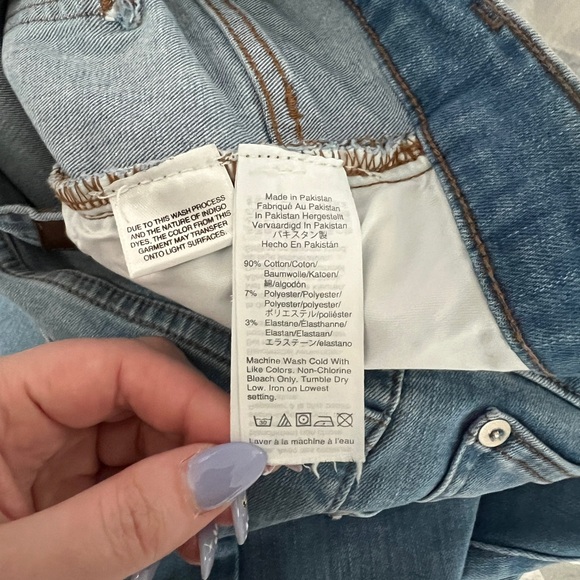 DUE TO THIS WASH PROCESS
AND THE NATURE OF INDIGO
DYES, THE COLOR FROM THIS
GARMENT MAY TRANSFER
ONTO LIGHT SURFACES.
Made in Pakistan
Fabriqué Au Pakistan
In Pakistan Hergestellt
Vervaardigd In Pakistan
パキスタン製
Hecho En Pakistán
90% Cotton/Coton/
Baumwolle/Katoen/
綿/algodón
7% Polyester/Polyester/
Polyester/polyester/
ポリエステル/poliéster
3% Elastane/Élasthanne/
Elastan/Elastaan/
エラステーン/elastano
Machine Wash Cold With
Like Colors. Non-Chlorine
Bleach Only. Tumble Dry
Low. Iron on Lowest
setting.
30
Laver à la machine à l'eau